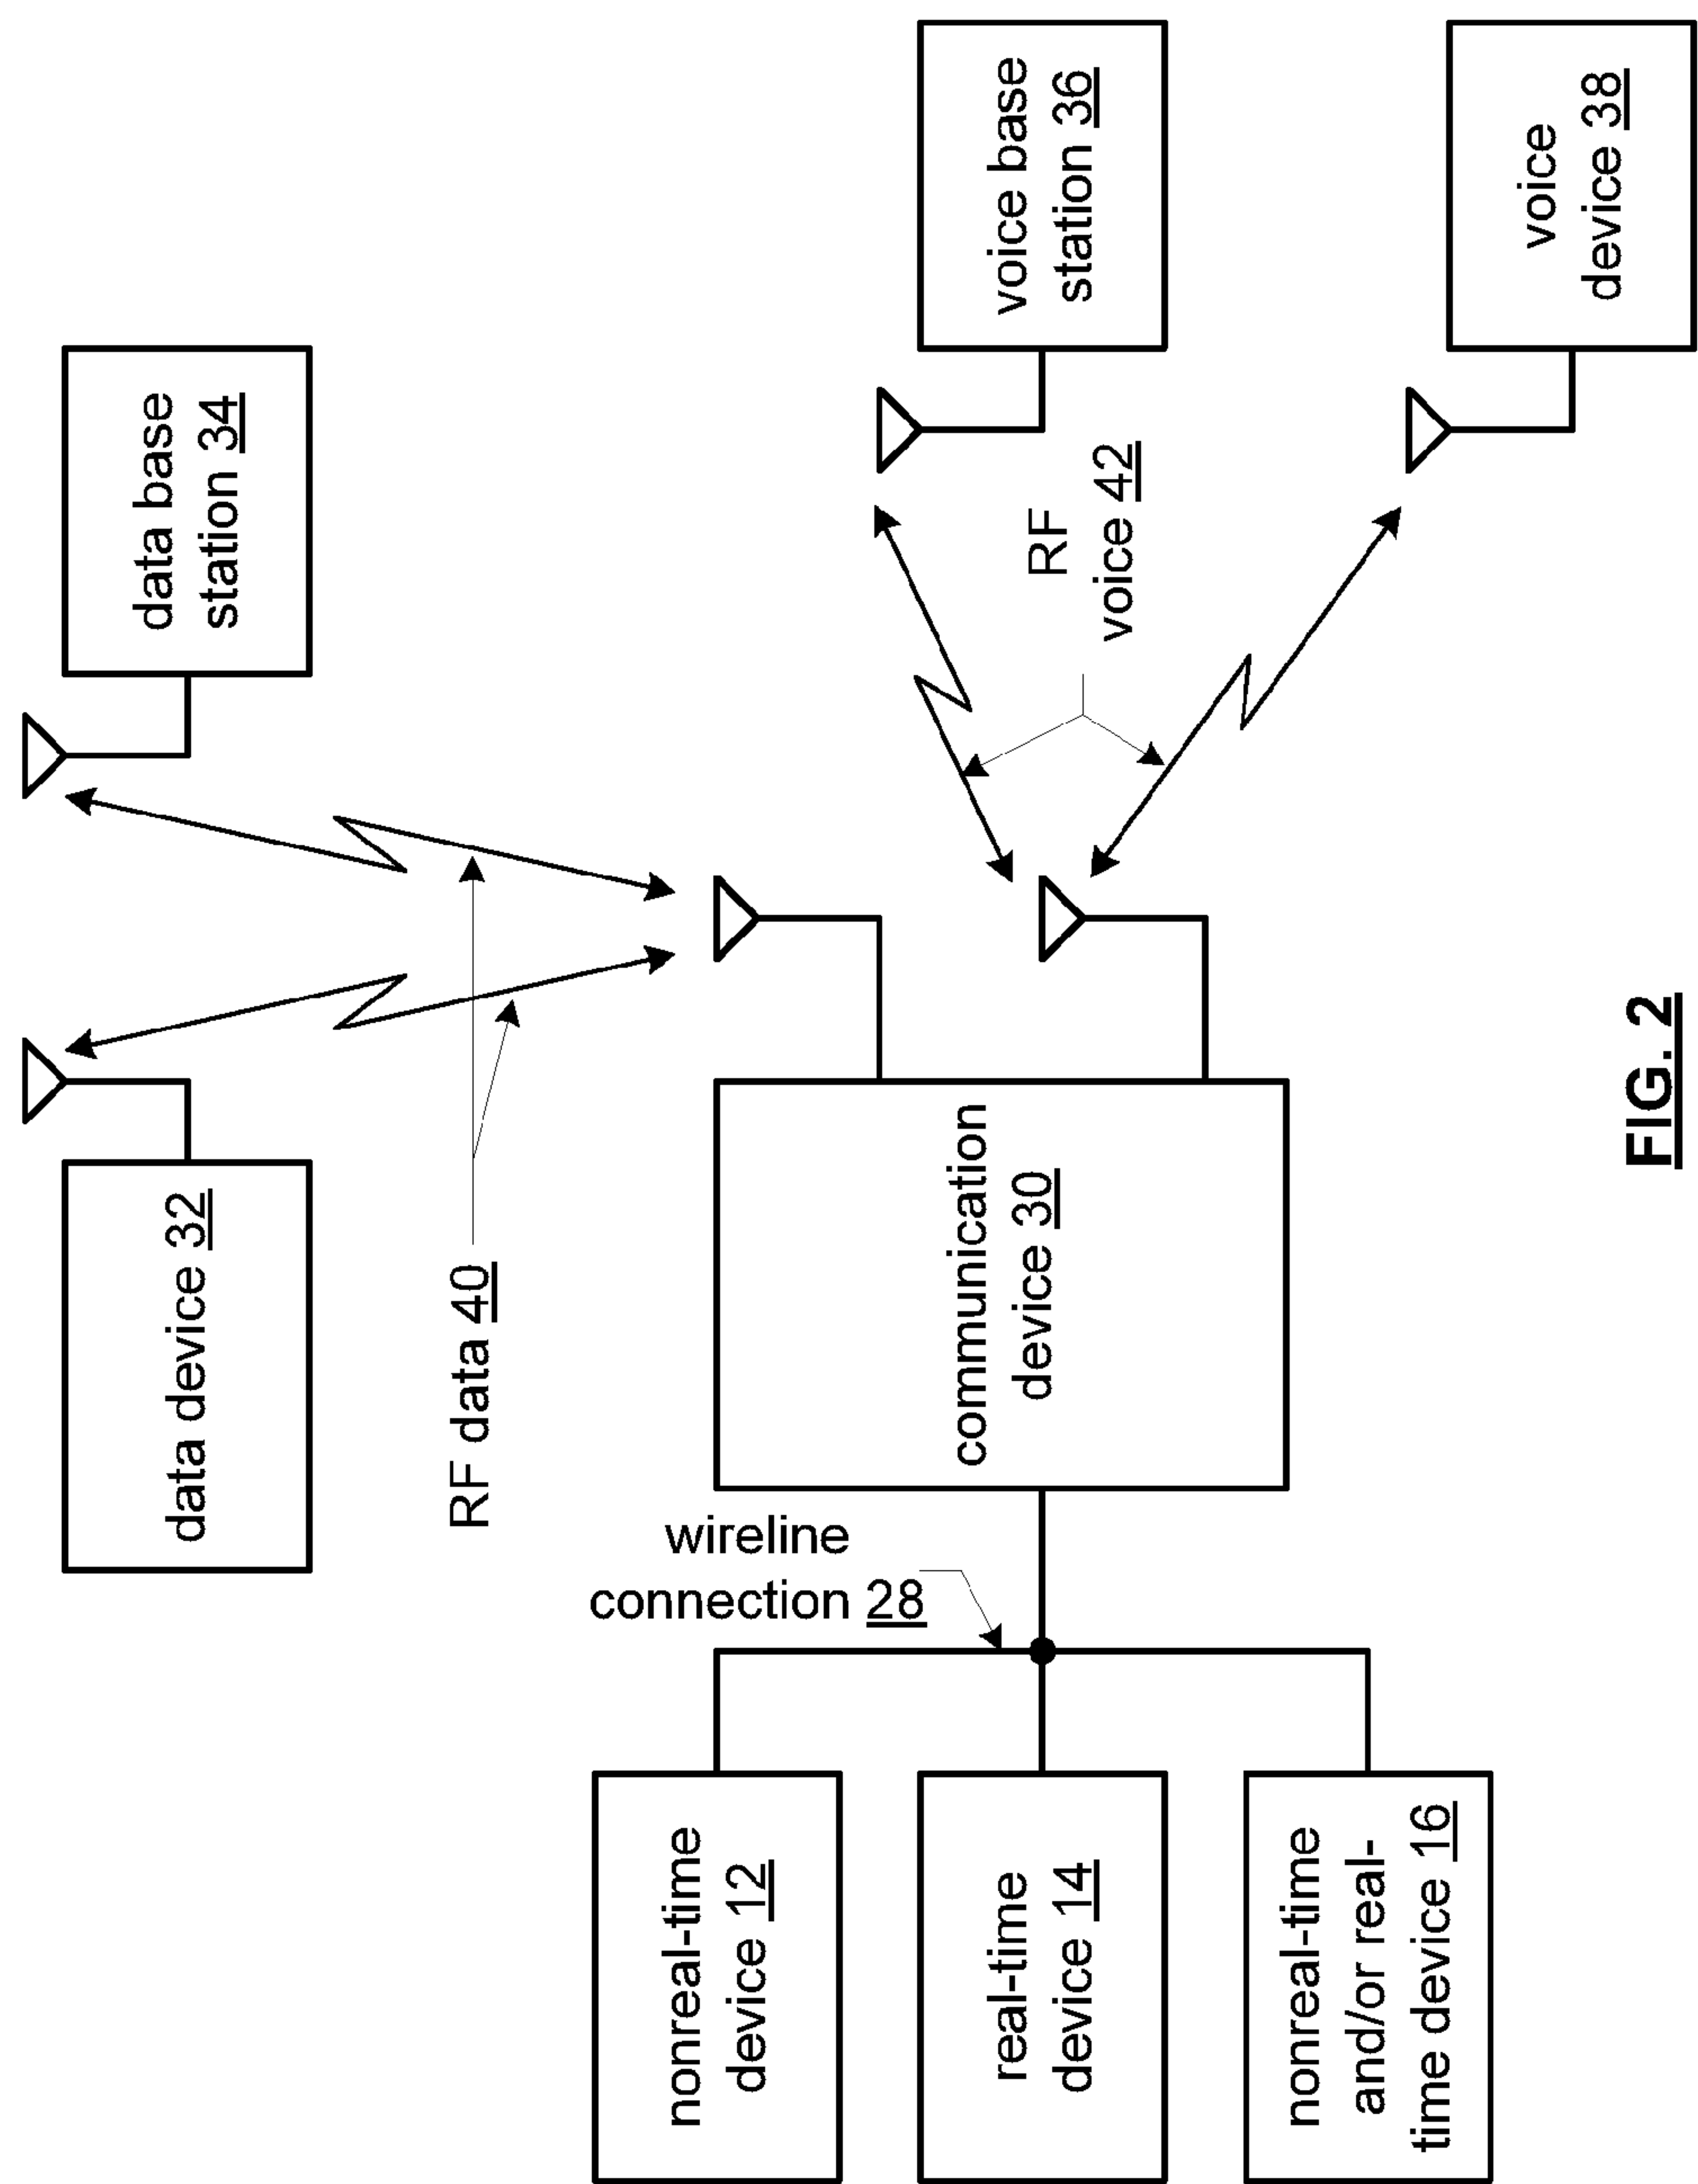 data device 32
data base
station 34
RF data 40
wireline
connection 28
nonreal-time
device 12
communication
device 30
voice base
station 36
real-time
device 14
RF
voice 42
nonreal-time
and/or real-
time device 16
voice
device 38
FIG. 2